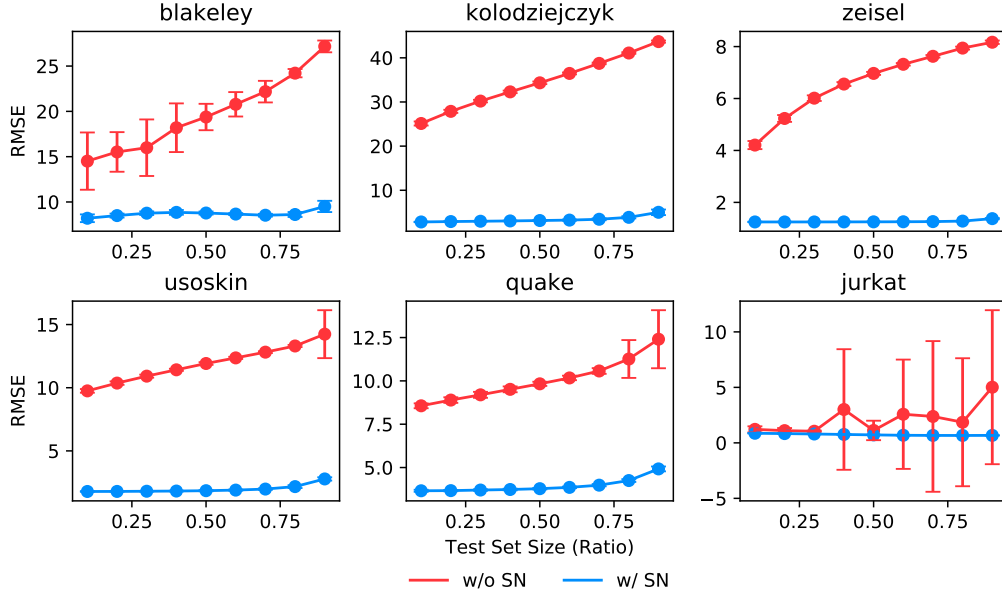 blakeley kolodziejczyk zeisel
RMSE
25
20
15
10
0.25 0.50 0.75
40
30
20
10
0.25 0.50 0.75
8
6
4
2
0.25 0.50 0.75
usoskin quake jurkat
RMSE
15
10
5
0.25 0.50 0.75
12.5
10.0
7.5
5.0
0.25 0.50 0.75
10
5
0
−5
0.25 0.50 0.75
Test Set Size (Ratio)
w/o SN w/ SN